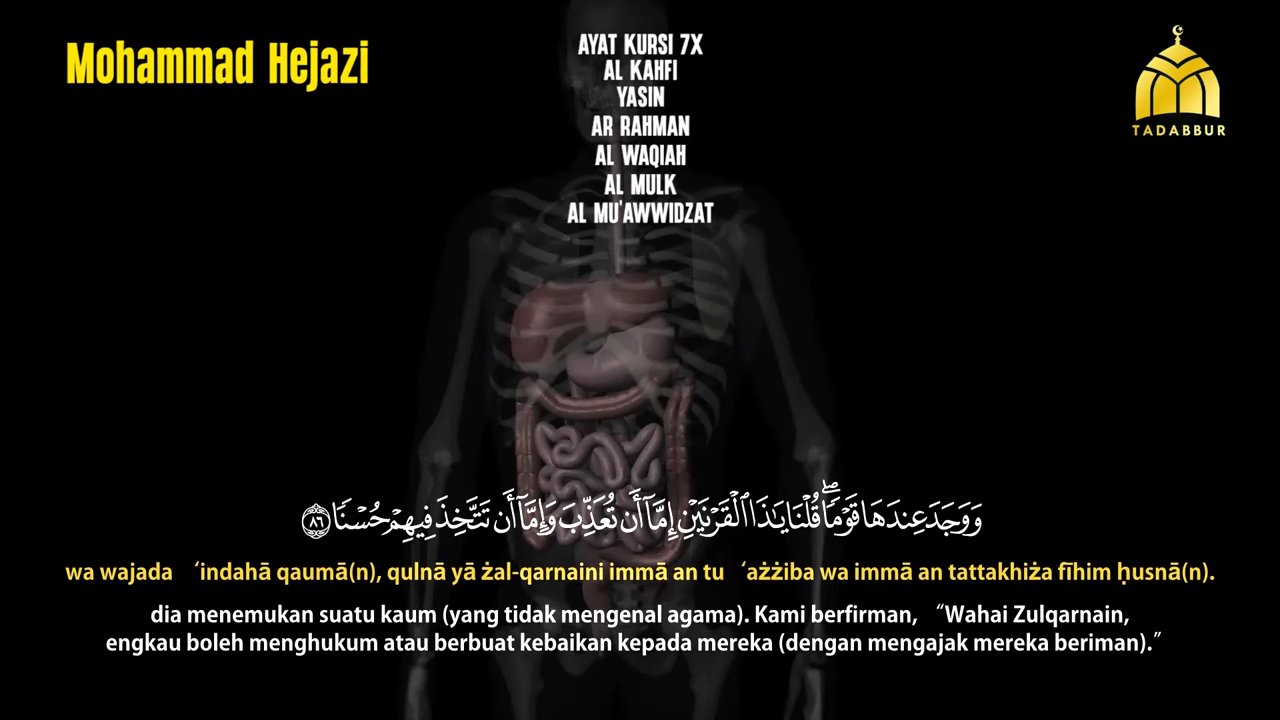 Mohammad Hejazi
AYAT KURSI 7X
AL KAHFI
YASIN
AR RAHMAN
AL WAQIAH
AL MULK
AL MU'AWWIDZAT
TADABBUR
وَوَجَدَ عِندَهَا قَوْمًا ۗ قُلْنَا يَـٰذَا ٱلْقَرْنَيْنِ إِمَّآ أَن تُعَذِّبَ وَإِمَّآ أَن تَتَّخِذَ فِيهِمْ حُسْنًا ٨٦
wa wajada ‘indahā qaumā(n), qulnā yā żal-qarnaini immā an tu ‘ażżiba wa immā an tattakhiża fīhim ḥusnā(n).
dia menemukan suatu kaum (yang tidak mengenal agama). Kami berfirman, “Wahai Zulqarnain,
engkau boleh menghukum atau berbuat kebaikan kepada mereka (dengan mengajak mereka beriman).”